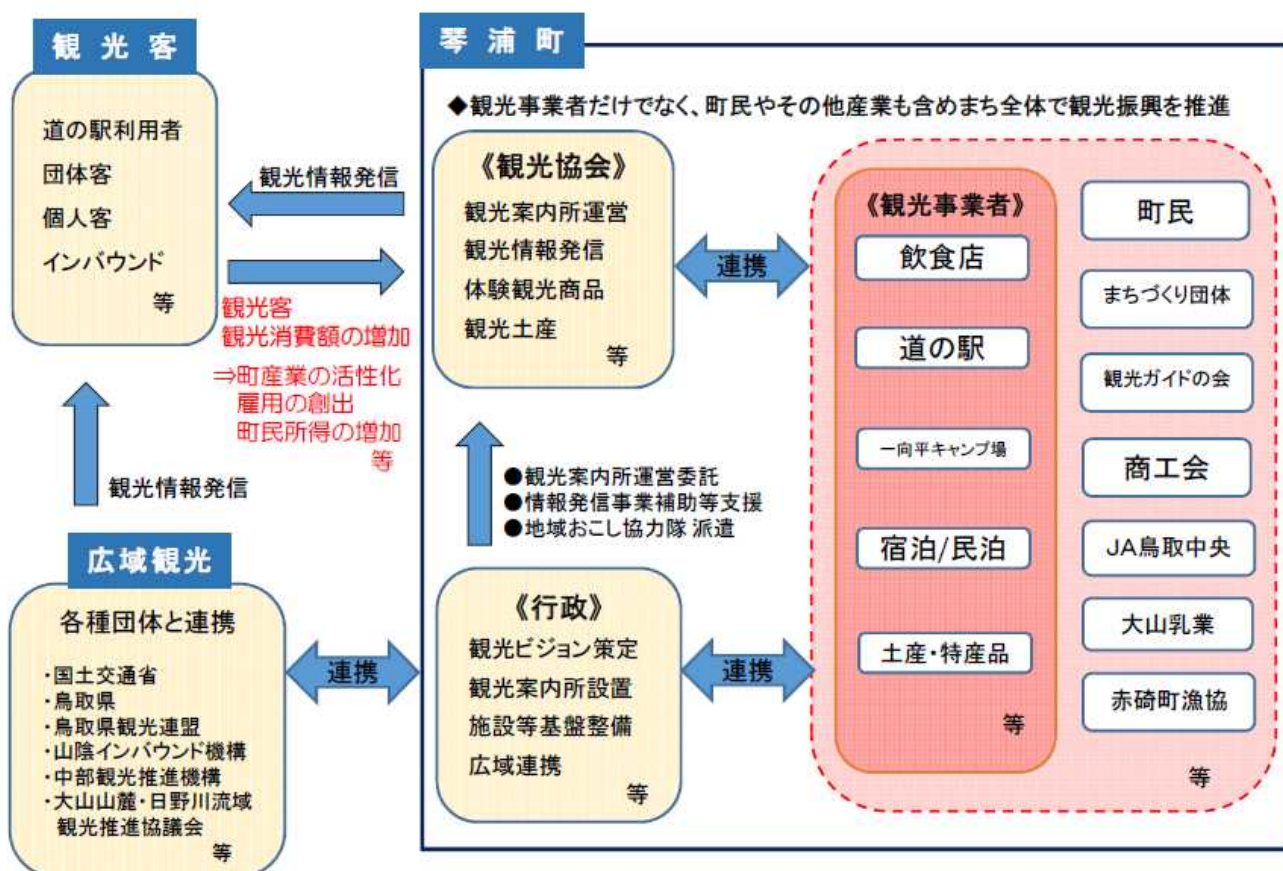 観光客
道の駅利用者
団体客
個人客
インバウンド
等
観光情報発信
観光客
観光消費額の増加
⇒町産業の活性化
雇用の創出
町民所得の増加
等
観光情報発信
広域観光
各種団体と連携
・国土交通省
・鳥取県
・鳥取県観光連盟
・山陰インバウンド機構
・中部観光推進機構
・大山山麓・日野川流域
観光推進協議会
等
連携
琴浦町
◆観光事業者だけでなく、町民やその他産業も含めまち全体で観光振興を推進
《観光協会》
観光案内所運営
観光情報発信
体験観光商品
観光土産
等
連携
●観光案内所運営委託
●情報発信事業補助等支援
●地域おこし協力隊 派遣
《行政》
観光ビジョン策定
観光案内所設置
施設等基盤整備
広域連携
等
連携
《観光事業者》
飲食店
道の駅
一向平キャンプ場
宿泊/民泊
土産・特産品
等
町民
まちづくり団体
観光ガイドの会
商工会
JA鳥取中央
大山乳業
赤碕町漁協
等